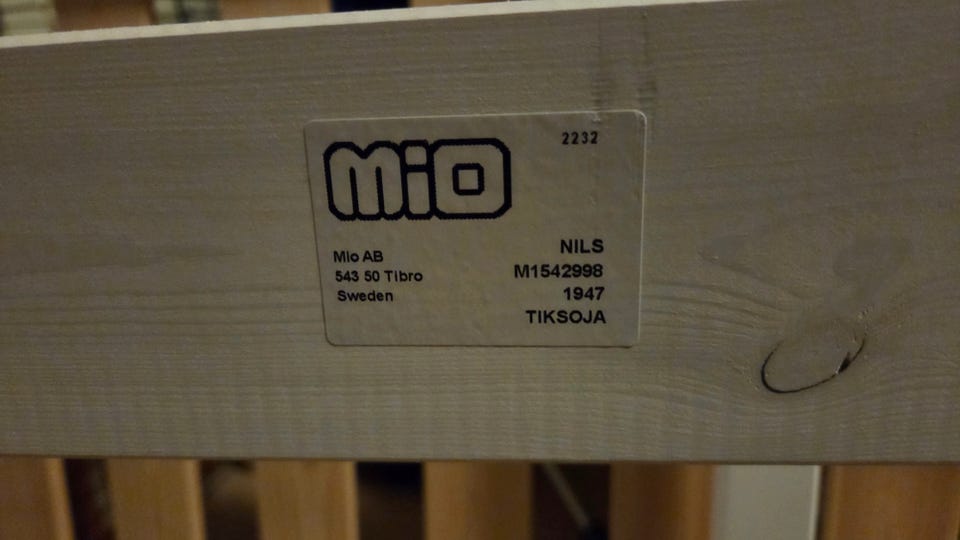 2232
mio
Mio AB
543 50 Tibro
Sweden
NILS
M1542998
1947
TIKSOJA